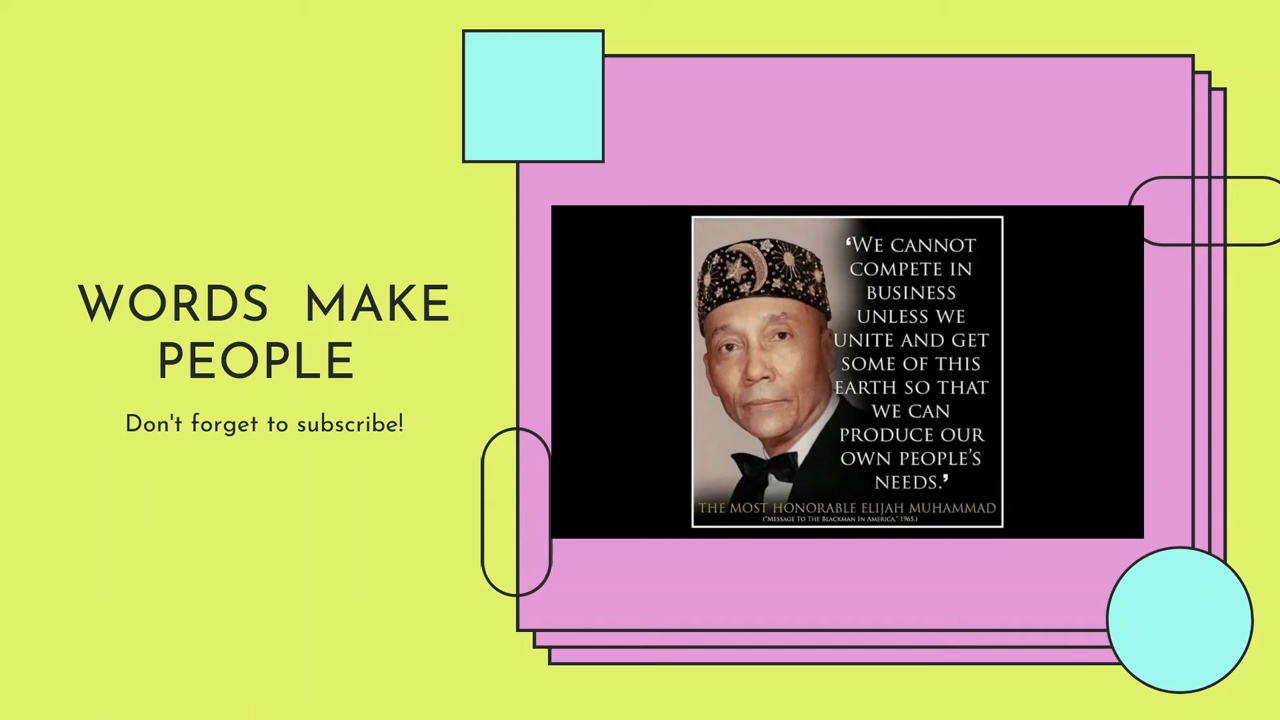 WORDS MAKE
PEOPLE
Don't forget to subscribe!
‘WE CANNOT
COMPETE IN
BUSINESS
UNLESS WE
UNITE AND GET
SOME OF THIS
EARTH SO THAT
WE CAN
PRODUCE OUR
OWN PEOPLE'S
NEEDS.’
THE MOST HONORABLE ELIJAH MUHAMMAD
("MESSAGE TO THE BLACKMAN IN AMERICA," 1965.)